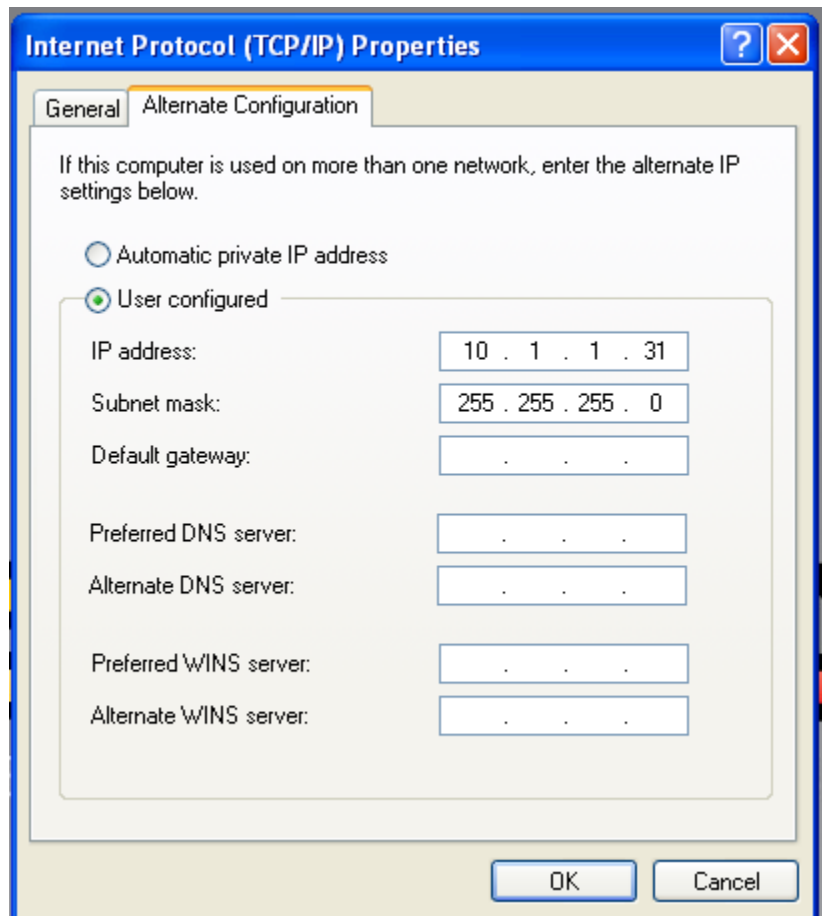 Internet Protocol (TCP/IP) Properties
General
Alternate Configuration
If this computer is used on more than one network, enter the alternate IP
settings below.
Automatic private IP address
User configured
IP address: 10 . 1 . 1 . 31
Subnet mask: 255 . 255 . 255 . 0
Default gateway: . . .
Preferred DNS server: . . .
Alternate DNS server: . . .
Preferred WINS server: . . .
Alternate WINS server: . . .
OK Cancel